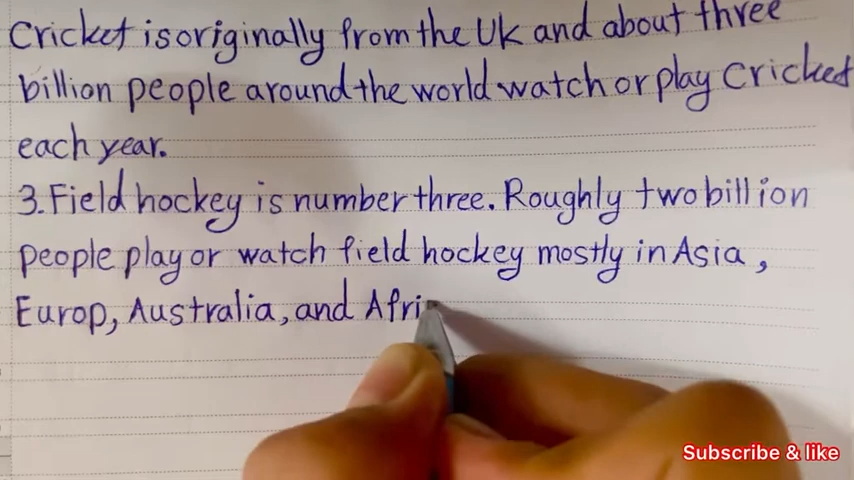 Cricket is originally from the UK and about three
billion people around the world watch or play Cricket
each year.
3. Field hockey is number three. Roughly two billion
people play or watch field hockey mostly in Asia,
Europ, Australia, and Afri
Subscribe & like